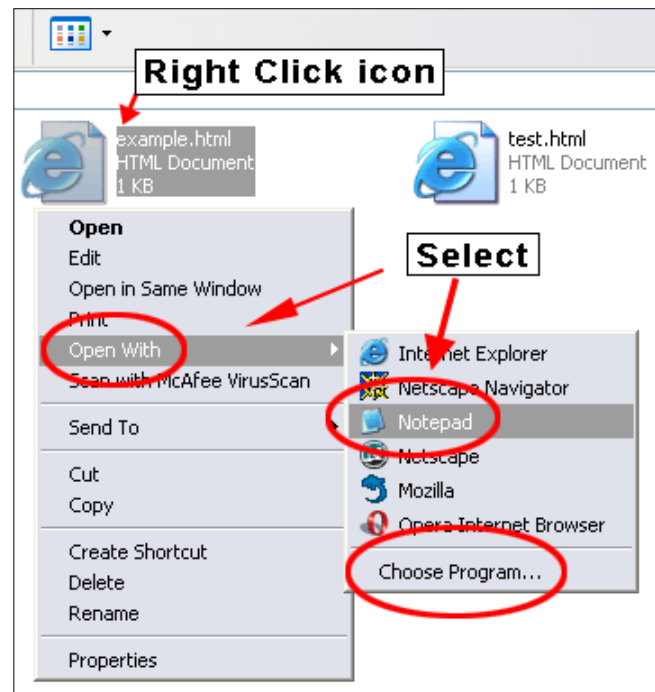 Right Click icon
example.html
HTML Document
1 KB
test.html
HTML Document
1 KB
Select
Open
Edit
Open in Same Window
Print
Open With
Scan with McAfee VirusScan
Send To
Cut
Copy
Create Shortcut
Delete
Rename
Properties
Internet Explorer
Netscape Navigator
Notepad
Netscape
Mozilla
Opera Internet Browser
Choose Program...